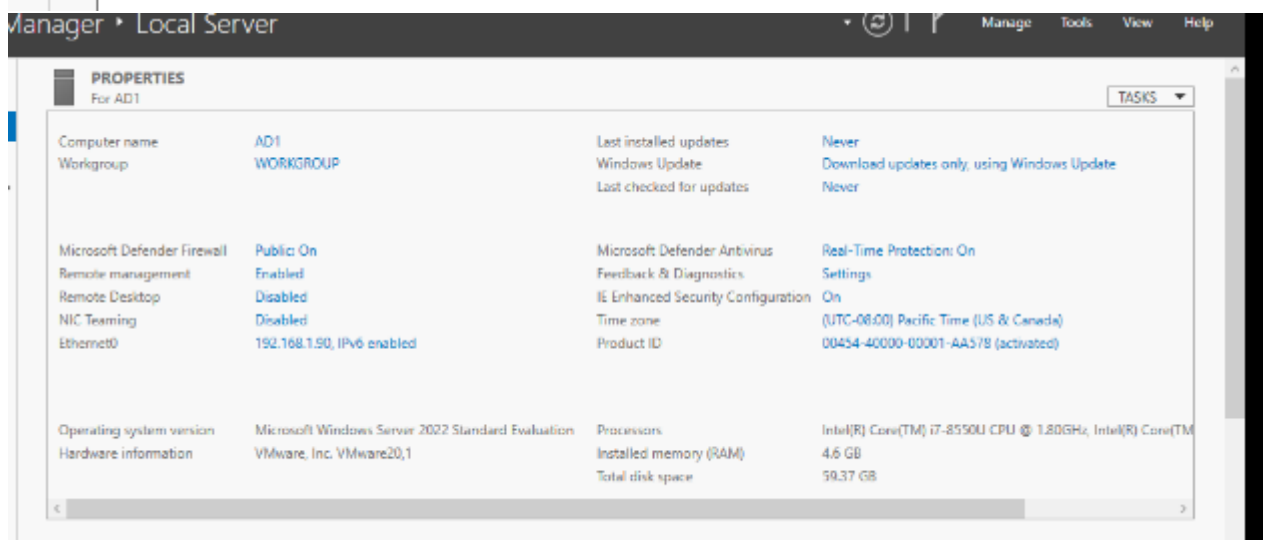 Manager • Local Server
Manage Tools View Help
PROPERTIES
For AD1
TASKS
Computer name AD1 Last installed updates Never
Workgroup WORKGROUP Windows Update Download updates only, using Windows Update
Last checked for updates Never
Microsoft Defender Firewall Public: On Microsoft Defender Antivirus Real-Time Protection: On
Remote management Enabled Feedback & Diagnostics Settings
Remote Desktop Disabled IE Enhanced Security Configuration On
NIC Teaming Disabled Time zone (UTC-08:00) Pacific Time (US & Canada)
Ethernet0 192.168.1.90, IPv6 enabled Product ID 00454-40000-00001-AA578 (activated)
Operating system version Microsoft Windows Server 2022 Standard Evaluation Processors Intel(R) Core(TM) i7-8550U CPU @ 1.80GHz, Intel(R) Core(TM
Hardware information VMware, Inc. VMware20,1 Installed memory (RAM) 4.6 GB
Total disk space 59.37 GB